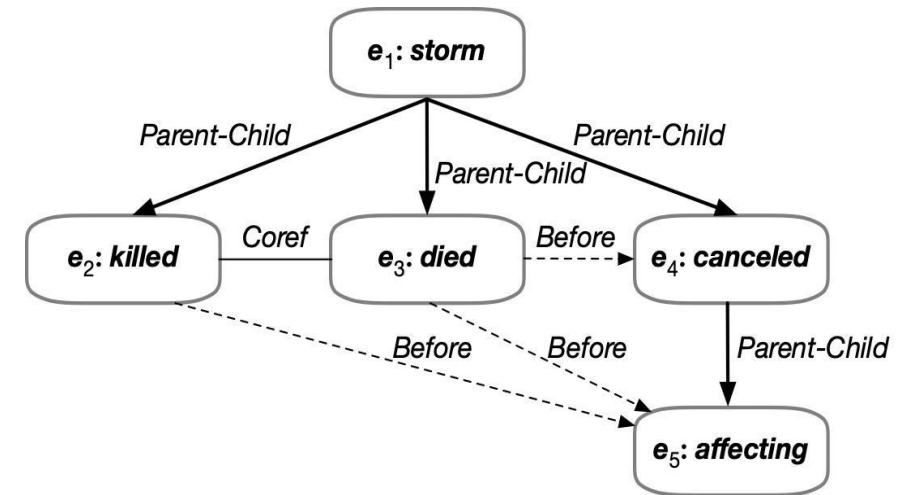 e1: storm
Parent-Child
Parent-Child
Parent-Child
e2: killed
Coref
e3: died
Before
e4: canceled
Before
Before
Parent-Child
e5: affecting